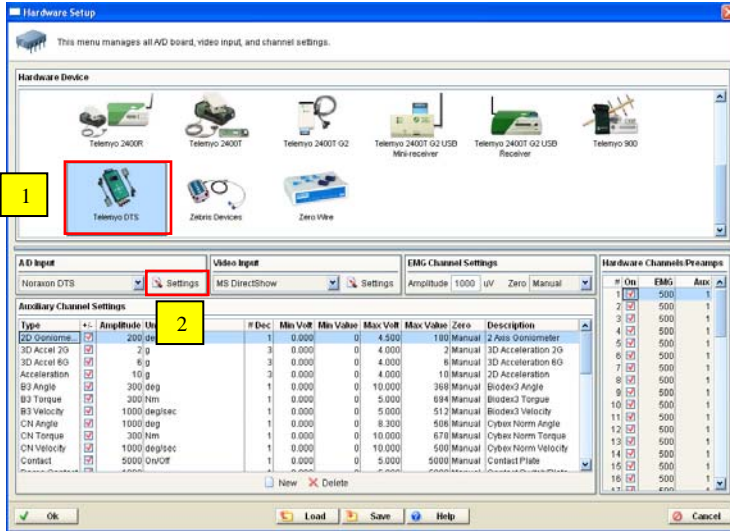 Hardware Setup
This menu manages all A/D board, video input, and channel settings.
Hardware Device
Telemyo 2400R
Telemyo 2400T
Telemyo 2400T G2
Telemyo 2400T G2 USB Mini-receiver
Telemyo 2400T G2 USB Receiver
Telemyo 900
1
Telemyo DTS
Zebris Devices
Zero Wire
A/D Input
Video Input
EMG Channel Settings
Hardware Channels/Preamps
Noraxon DTS Settings
MS DirectShow Settings
Amplitude 1000 uV Zero Manual
2
Auxiliary Channel Settings
Type +/- Amplitude # Dec Min Volt Min Value Max Volt Max Value Zero Description
2D Goniome... 200 1 0.000 0 4.500 180 Manual 2 Axis Goniometer
3D Accel 2G 2 g 3 0.000 0 4.000 2 Manual 3D Acceleration 2G
3D Accel 6G 6 g 3 0.000 0 4.000 6 Manual 3D Acceleration 6G
Acceleration 10 g 3 0.000 0 4.000 10 Manual 2D Acceleration
B3 Angle 300 deg 1 0.000 0 10.000 368 Manual Biodex3 Angle
B3 Torque 300 Nm 1 0.000 0 5.000 694 Manual Biodex3 Torque
B3 Velocity 1000 deg/sec 1 0.000 0 5.000 512 Manual Biodex3 Velocity
CN Angle 1000 deg 1 0.000 0 8.300 506 Manual Cybex Norm Angle
CN Torque 300 Nm 1 0.000 0 10.000 678 Manual Cybex Norm Torque
CN Velocity 1000 deg/sec 1 0.000 0 10.000 500 Manual Cybex Norm Velocity
Contact 5000 On/Off 1 0.000 0 5.000 5000 Manual Contact Plate
# On EMG Aux
1 500 1
2 500 1
3 500 1
4 500 1
5 500 1
6 500 1
7 500 1
8 500 1
9 500 1
10 500 1
11 500 1
12 500 1
13 500 1
14 500 1
15 500 1
16 500 1
New Delete
Ok Load Save Help Cancel